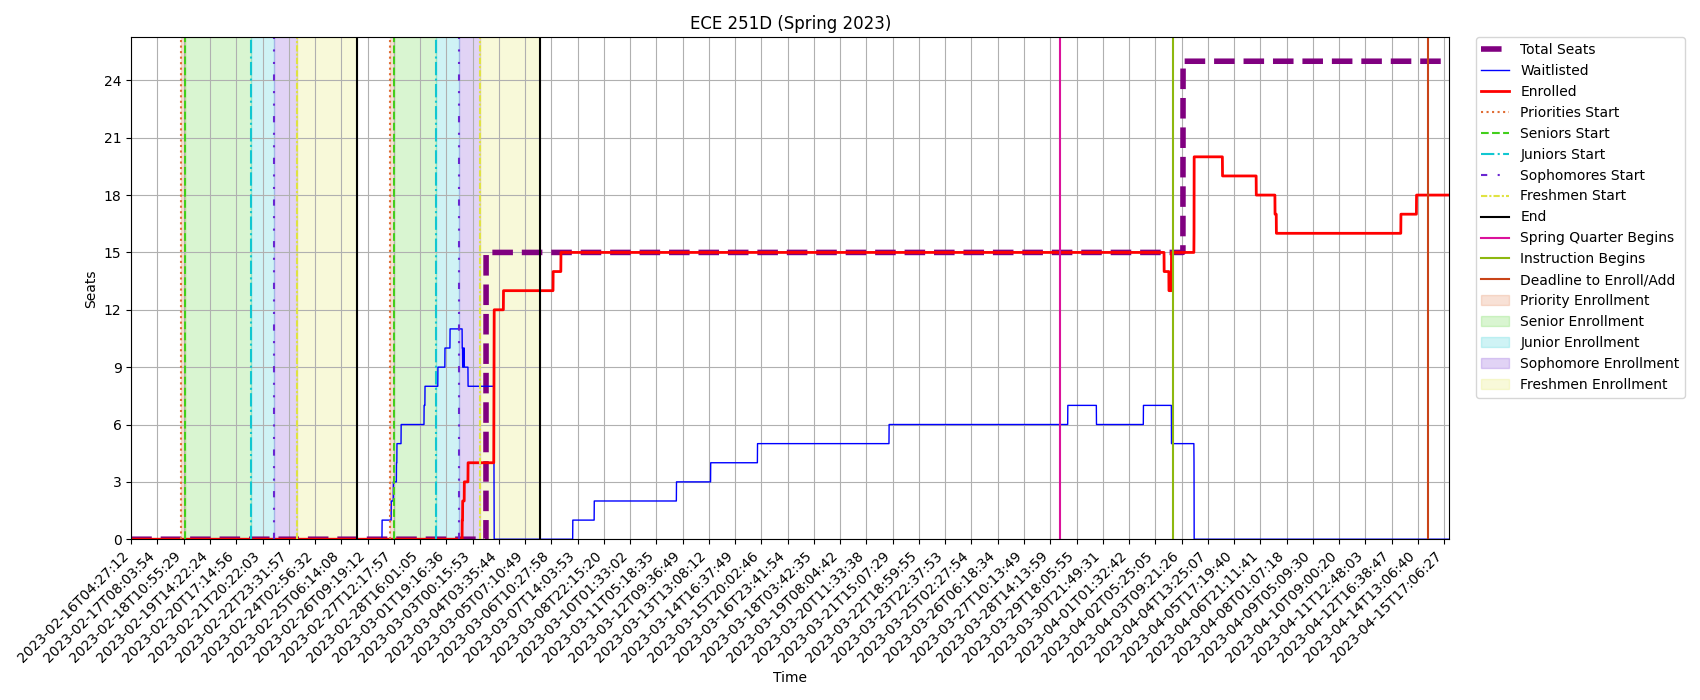 ECE 251D (Spring 2023)
Seats
24
21
18
15
12
9
6
3
0
2023-02-16T04:27:12
2023-02-17T08:03:54
2023-02-18T10:55:29
2023-02-19T14:22:24
2023-02-20T17:14:56
2023-02-21T20:22:03
2023-02-22T23:31:57
2023-02-24T02:56:32
2023-02-25T06:14:08
2023-02-26T09:19:12
2023-02-27T12:17:57
2023-02-28T16:01:05
2023-03-01T19:16:36
2023-03-03T00:15:53
2023-03-04T03:35:44
2023-03-05T07:10:49
2023-03-06T10:27:58
2023-03-07T14:03:53
2023-03-08T22:15:20
2023-03-10T01:33:02
2023-03-11T05:18:35
2023-03-12T09:36:49
2023-03-13T13:08:12
2023-03-14T16:37:49
2023-03-15T20:02:46
2023-03-16T23:41:54
2023-03-18T03:42:35
2023-03-19T08:04:42
2023-03-20T11:33:38
2023-03-21T15:07:29
2023-03-22T18:59:55
2023-03-23T22:37:53
2023-03-25T02:27:54
2023-03-26T06:18:34
2023-03-27T10:13:49
2023-03-28T14:13:59
2023-03-29T18:05:55
2023-03-30T21:49:31
2023-04-01T01:32:42
2023-04-02T05:25:05
2023-04-03T09:21:26
2023-04-04T13:25:07
2023-04-05T17:19:40
2023-04-06T21:11:41
2023-04-08T01:07:18
2023-04-09T05:09:30
2023-04-10T09:00:20
2023-04-11T12:48:03
2023-04-12T16:38:47
2023-04-14T13:06:40
2023-04-15T17:06:27
Time
Total Seats
Waitlisted
Enrolled
Priorities Start
Seniors Start
Juniors Start
Sophomores Start
Freshmen Start
End
Spring Quarter Begins
Instruction Begins
Deadline to Enroll/Add
Priority Enrollment
Senior Enrollment
Junior Enrollment
Sophomore Enrollment
Freshmen Enrollment